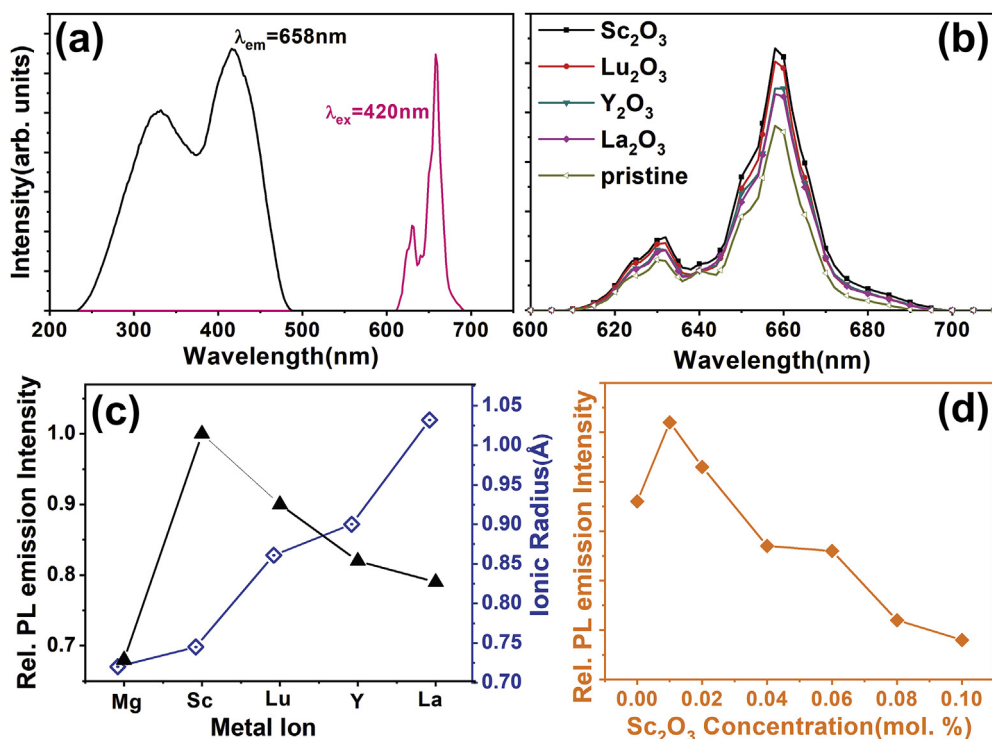 (a)
λem=658nm
λex=420nm
Intensity(arb. units)
200 300 400 500 600 700
Wavelength(nm)
(b)
Sc₂O₃
Lu₂O₃
Y₂O₃
La₂O₃
pristine
600 620 640 660 680 700
Wavelength(nm)
(c)
Rel. PL emission Intensity
1.0
0.9
0.8
0.7
Ionic Radius(Å)
1.05
1.00
0.95
0.90
0.85
0.80
0.75
0.70
Mg Sc Lu Y La
Metal Ion
(d)
Rel. PL emission Intensity
0.00 0.02 0.04 0.06 0.08 0.10
Sc₂O₃ Concentration(mol. %)